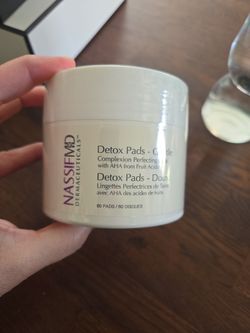 NASSIFMD
DERMACEUTICALS™
Detox Pads - Gentle
Complexion Perfecting
with AHA from Fruit Acids
Detox Pads - Doux
Lingettes Perfectrices de Teint
avec AHA des acides de fruits
60 PADS / 60 DISQUES